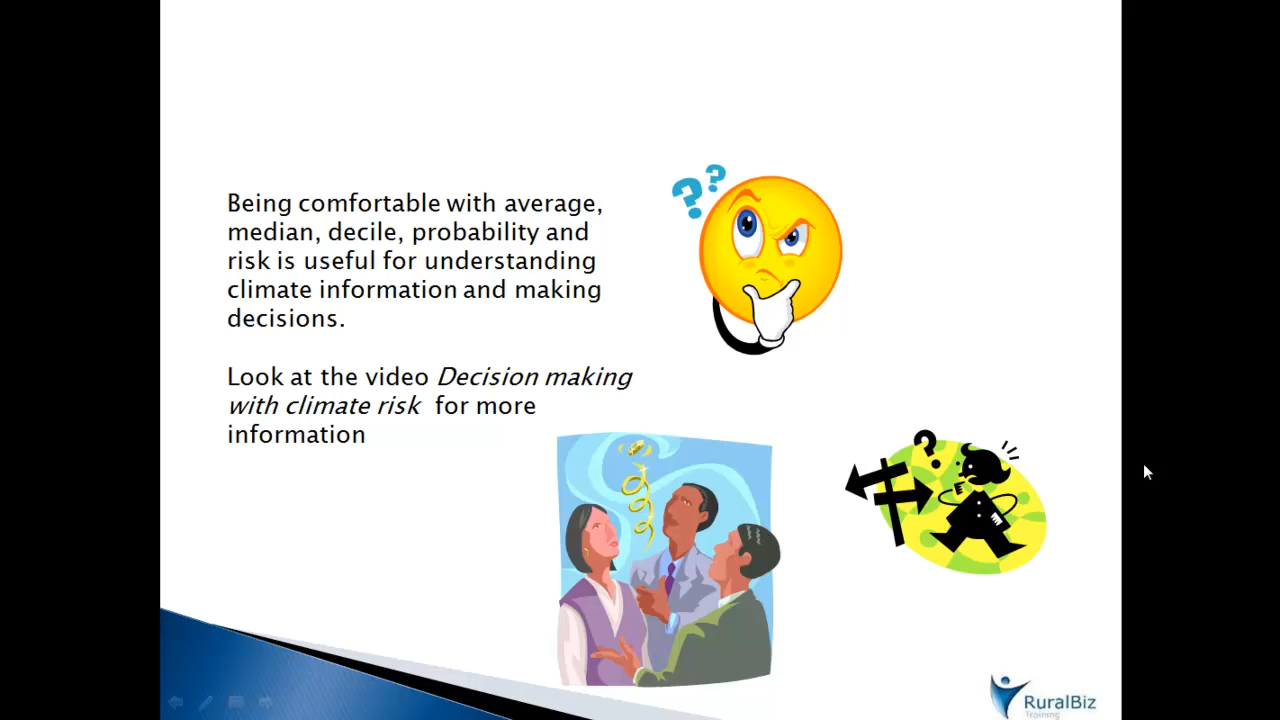 Being comfortable with average,
median, decile, probability and
risk is useful for understanding
climate information and making
decisions.
Look at the video Decision making
with climate risk for more
information
RuralBiz
Training